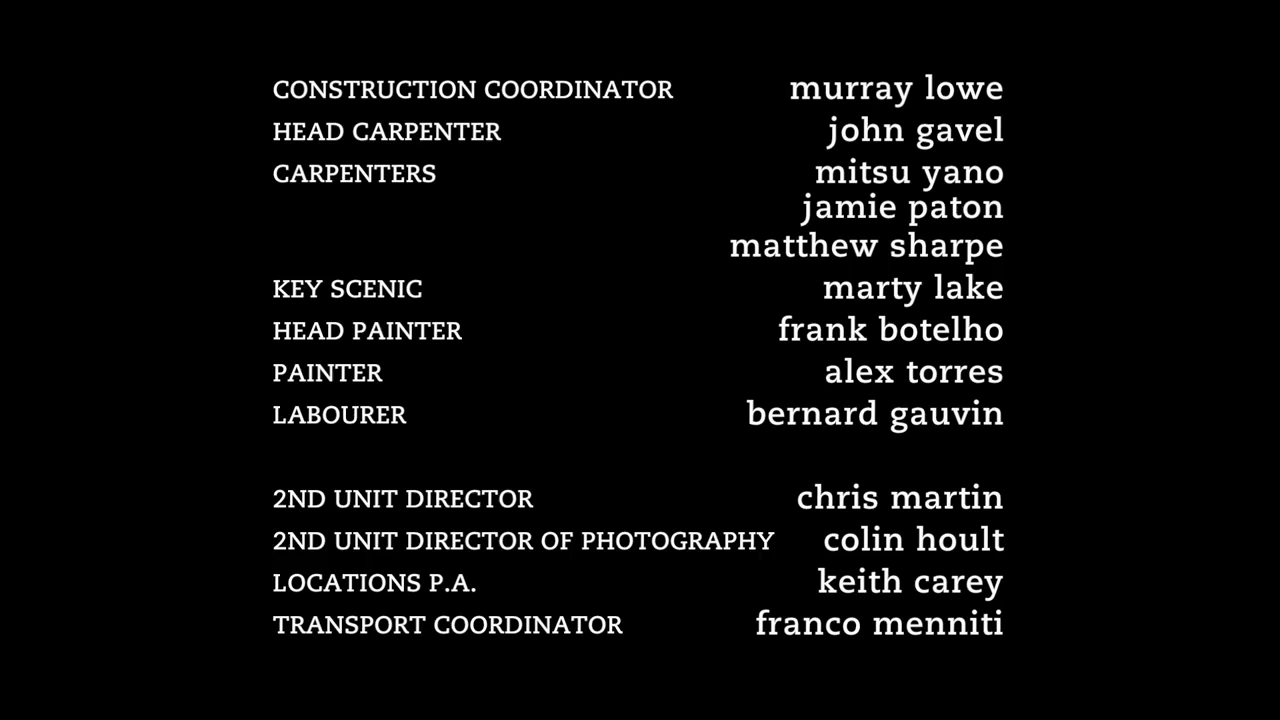 CONSTRUCTION COORDINATOR murray lowe
HEAD CARPENTER john gavel
CARPENTERS mitsu yano
jamie paton
matthew sharpe
KEY SCENIC marty lake
HEAD PAINTER frank botelho
PAINTER alex torres
LABOURER bernard gauvin
2ND UNIT DIRECTOR chris martin
2ND UNIT DIRECTOR OF PHOTOGRAPHY colin hoult
LOCATIONS P.A. keith carey
TRANSPORT COORDINATOR franco menniti